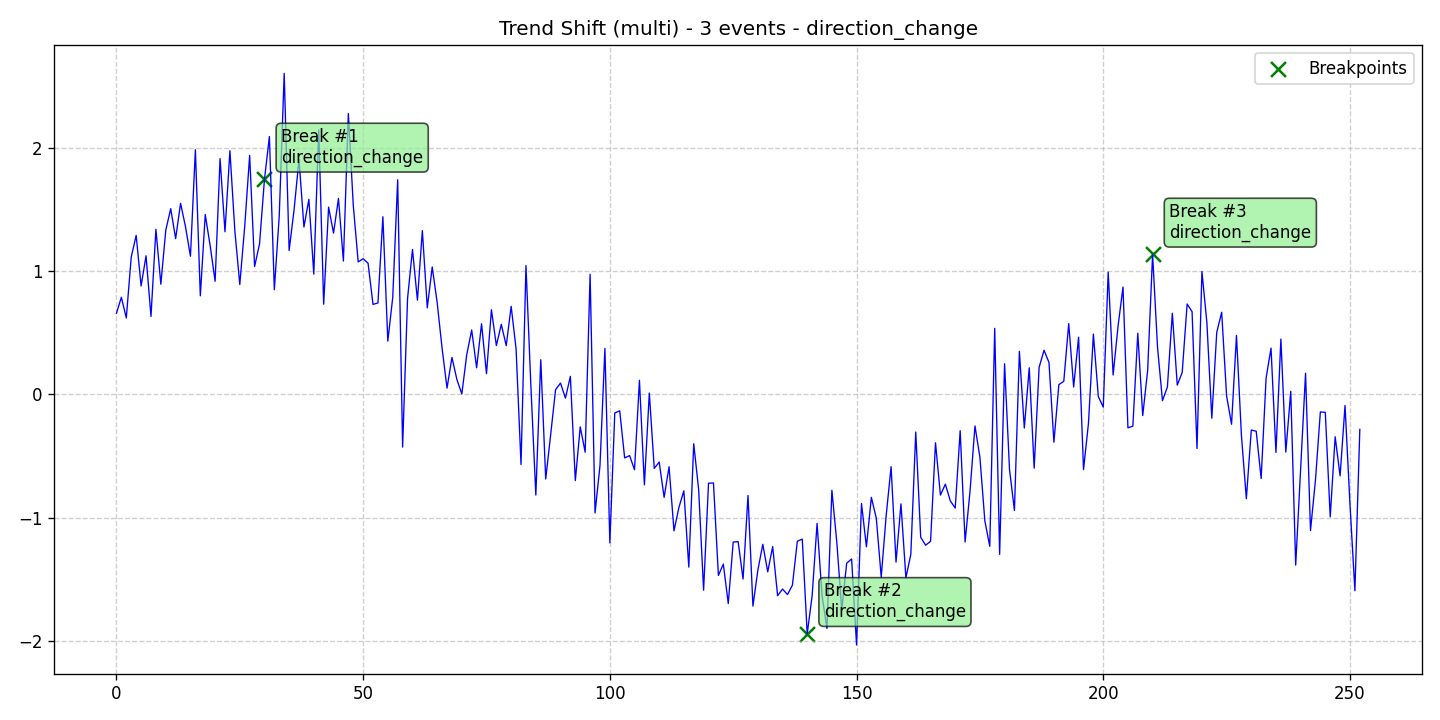 Trend Shift (multi) - 3 events - direction_change
Breakpoints
Break #1
direction_change
Break #3
direction_change
Break #2
direction_change
2
1
0
−1
−2
0
50
100
150
200
250